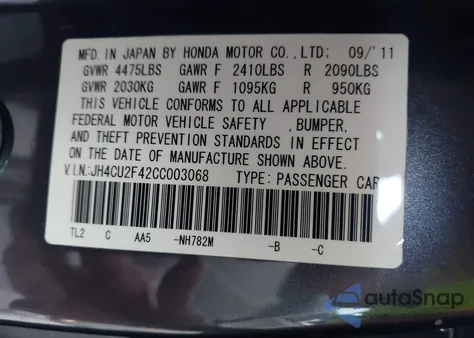 MFD. IN JAPAN BY HONDA MOTOR CO., LTD: 09/'11
GVWR 4475LBS GAWR F 2410LBS R 2090LBS
GVWR 2030KG GAWR F 1095KG R 950KG
THIS VEHICLE CONFORMS TO ALL APPLICABLE
FEDERAL MOTOR VEHICLE SAFETY ,BUMPER,
AND THEFT PREVENTION STANDARDS IN EFFECT
ON THE DATE OF MANUFACTURE SHOWN ABOVE.
V.I.N.:JH4CU2F42CC003068 TYPE: PASSENGER CAR
TL2 C AA5 -NH782M -B -C
autoSnap